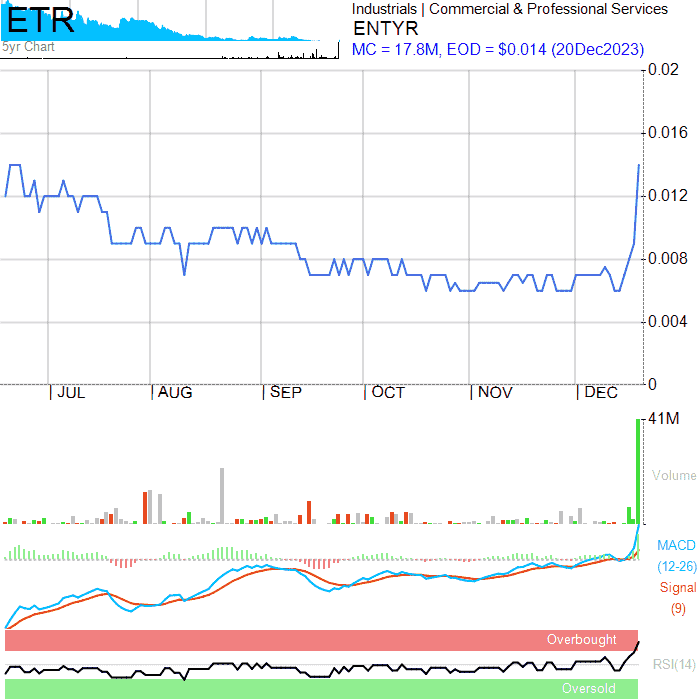 ETR
5yr Chart
Industrials | Commercial & Professional Services
ENTYR
MC = 17.8M, EOD = $0.014 (20Dec2023)
0.02
0.016
0.012
0.008
0.004
0
JUL AUG SEP OCT NOV DEC
41M
Volume
MACD
(12-26)
Signal
(9)
Overbought
RSI(14)
Oversold